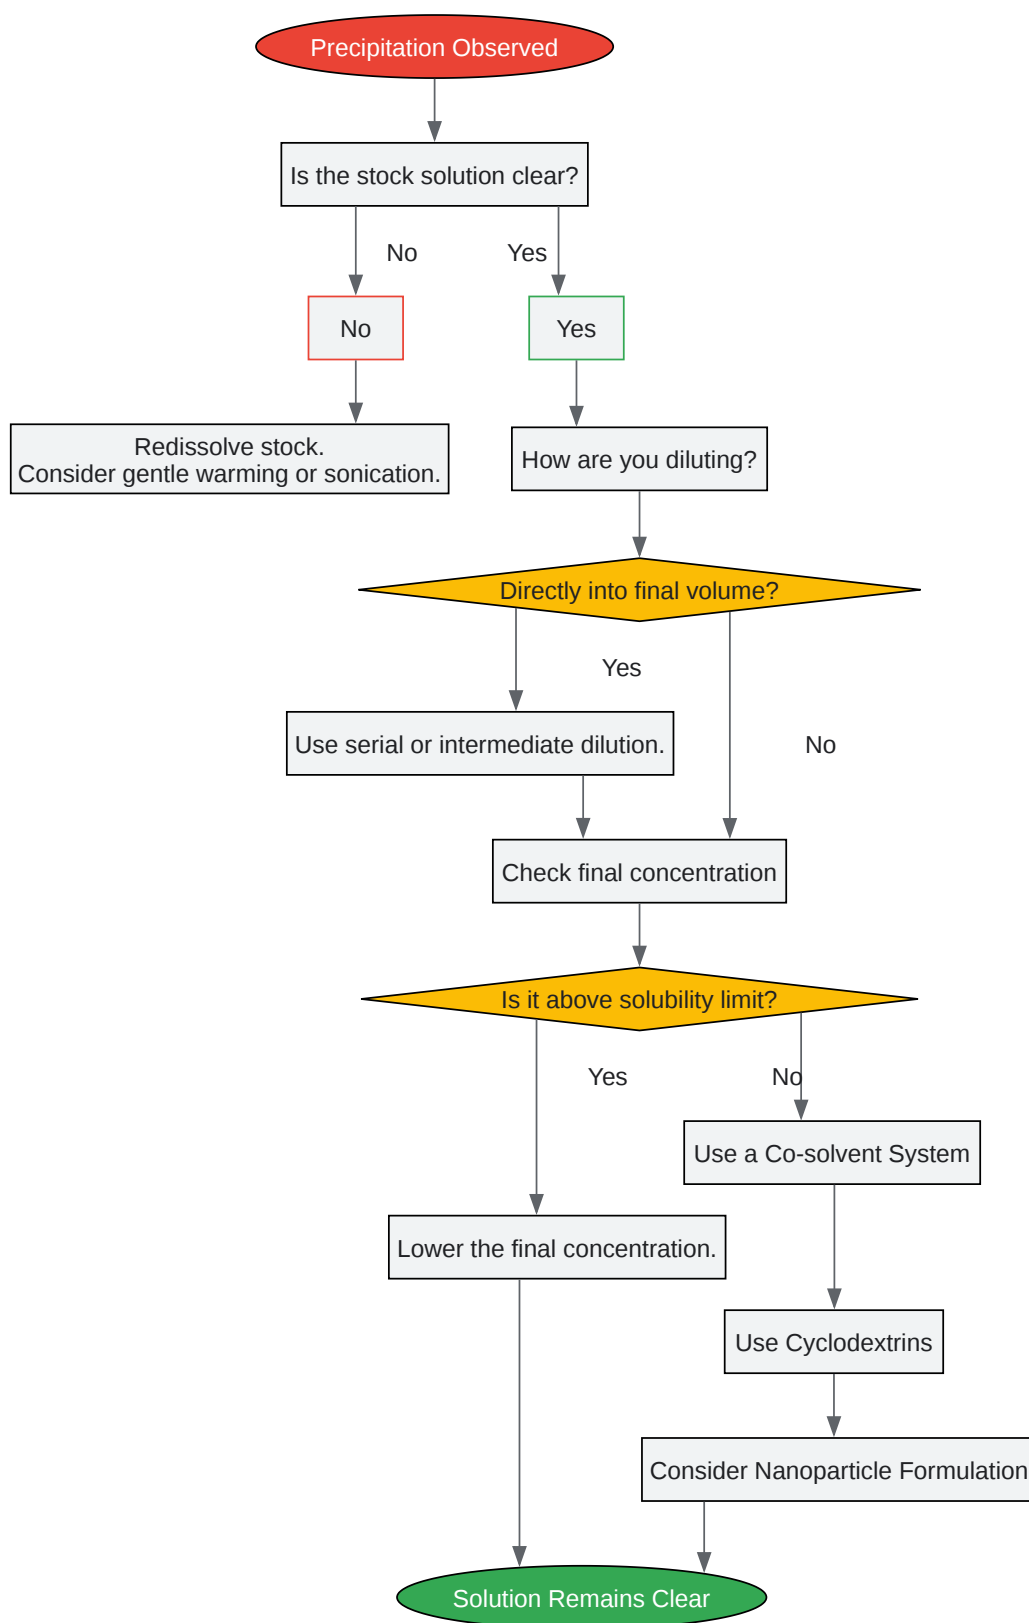 Precipitation Observed
Is the stock solution clear?
No
Yes
No
Yes
Redissolve stock.
Consider gentle warming or sonication.
How are you diluting?
Directly into final volume?
Yes
Use serial or intermediate dilution.
No
Check final concentration
Is it above solubility limit?
Yes
No
Use a Co-solvent System
Lower the final concentration.
Use Cyclodextrins
Consider Nanoparticle Formulation
Solution Remains Clear